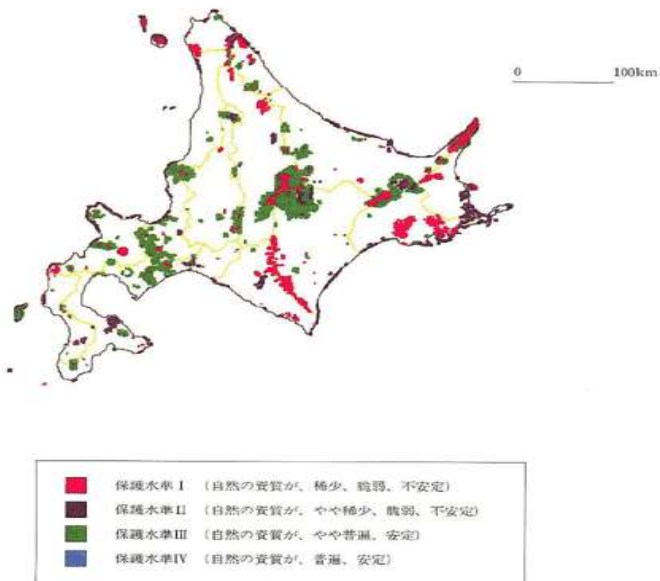 0 100km
保護水準Ⅰ (自然の資質が、稀少、脆弱、不安定)
保護水準Ⅱ (自然の資質が、やや稀少、脆弱、不安定)
保護水準Ⅲ (自然の資質が、やや普遍、安定)
保護水準Ⅳ (自然の資質が、普遍、安定)